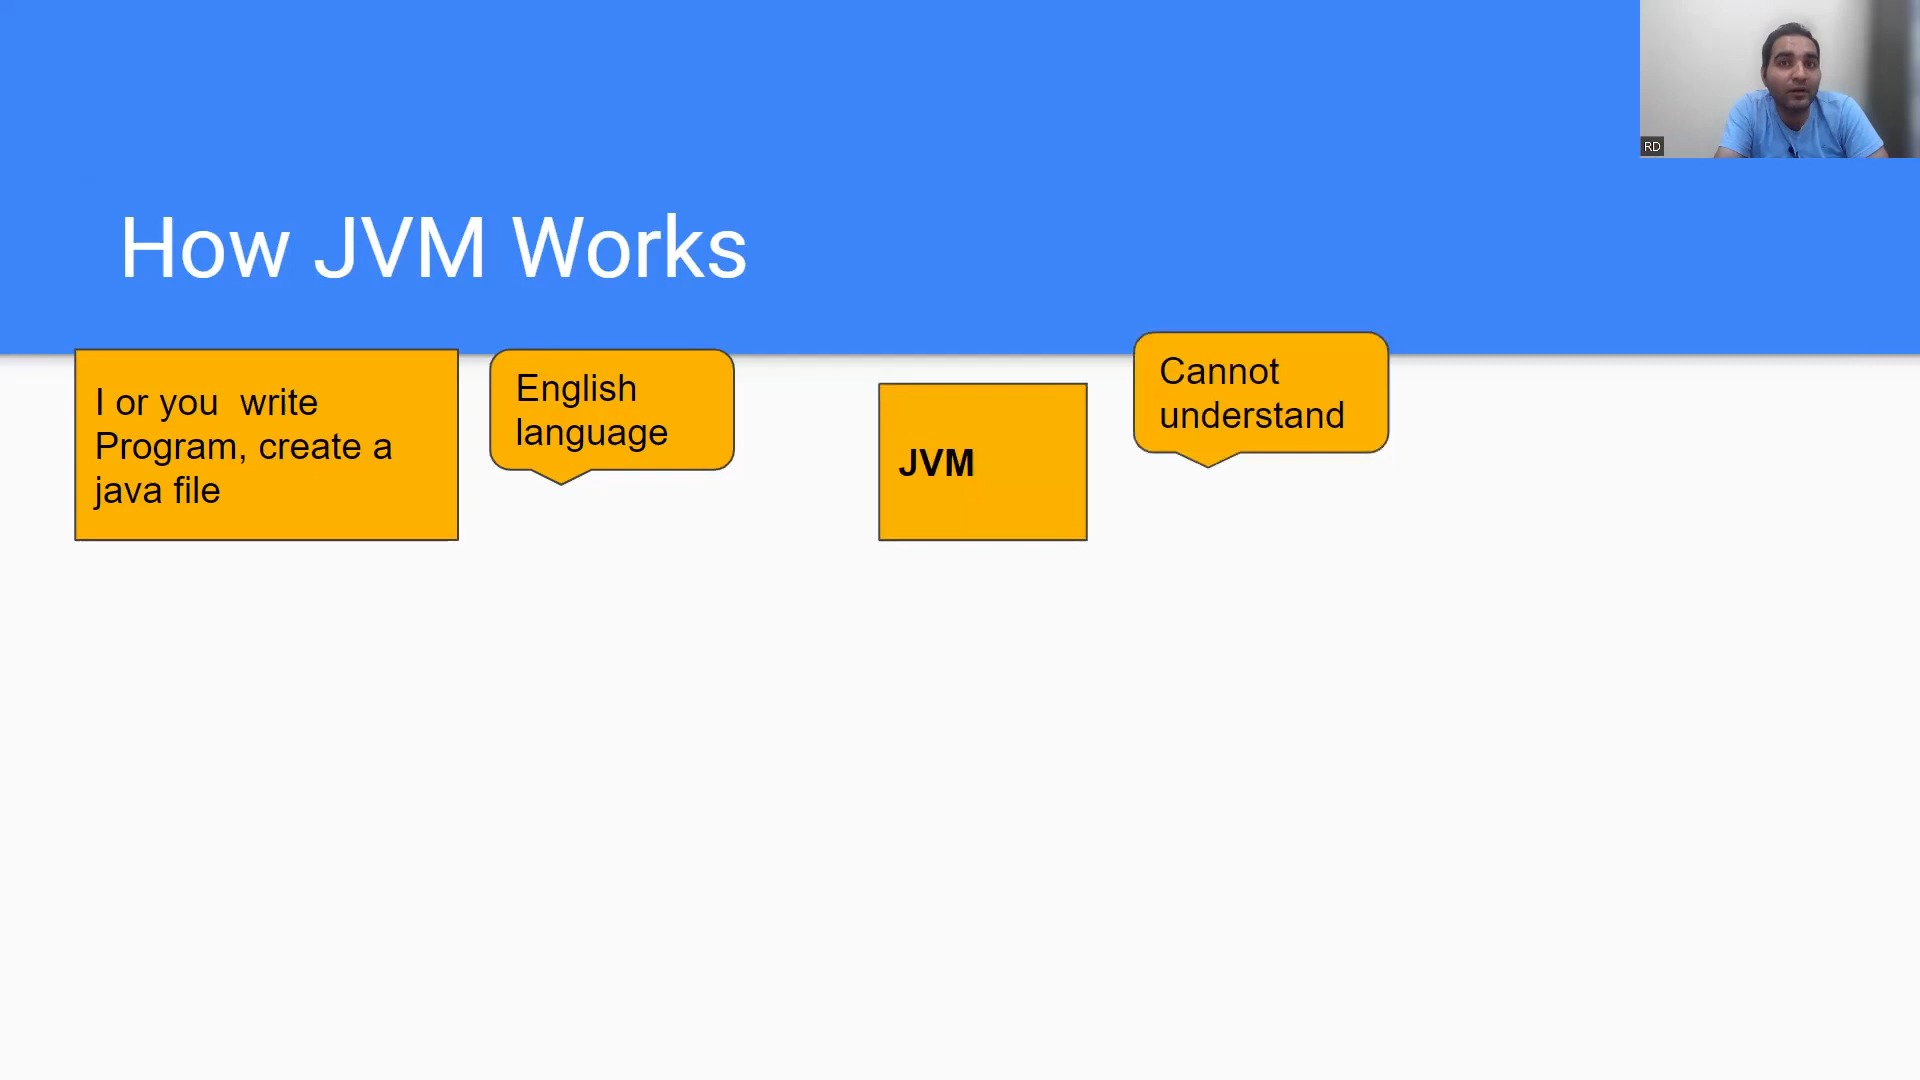 RD
How JVM Works
I or you  write
Program, create a
java file
English
language
JVM
Cannot
understand